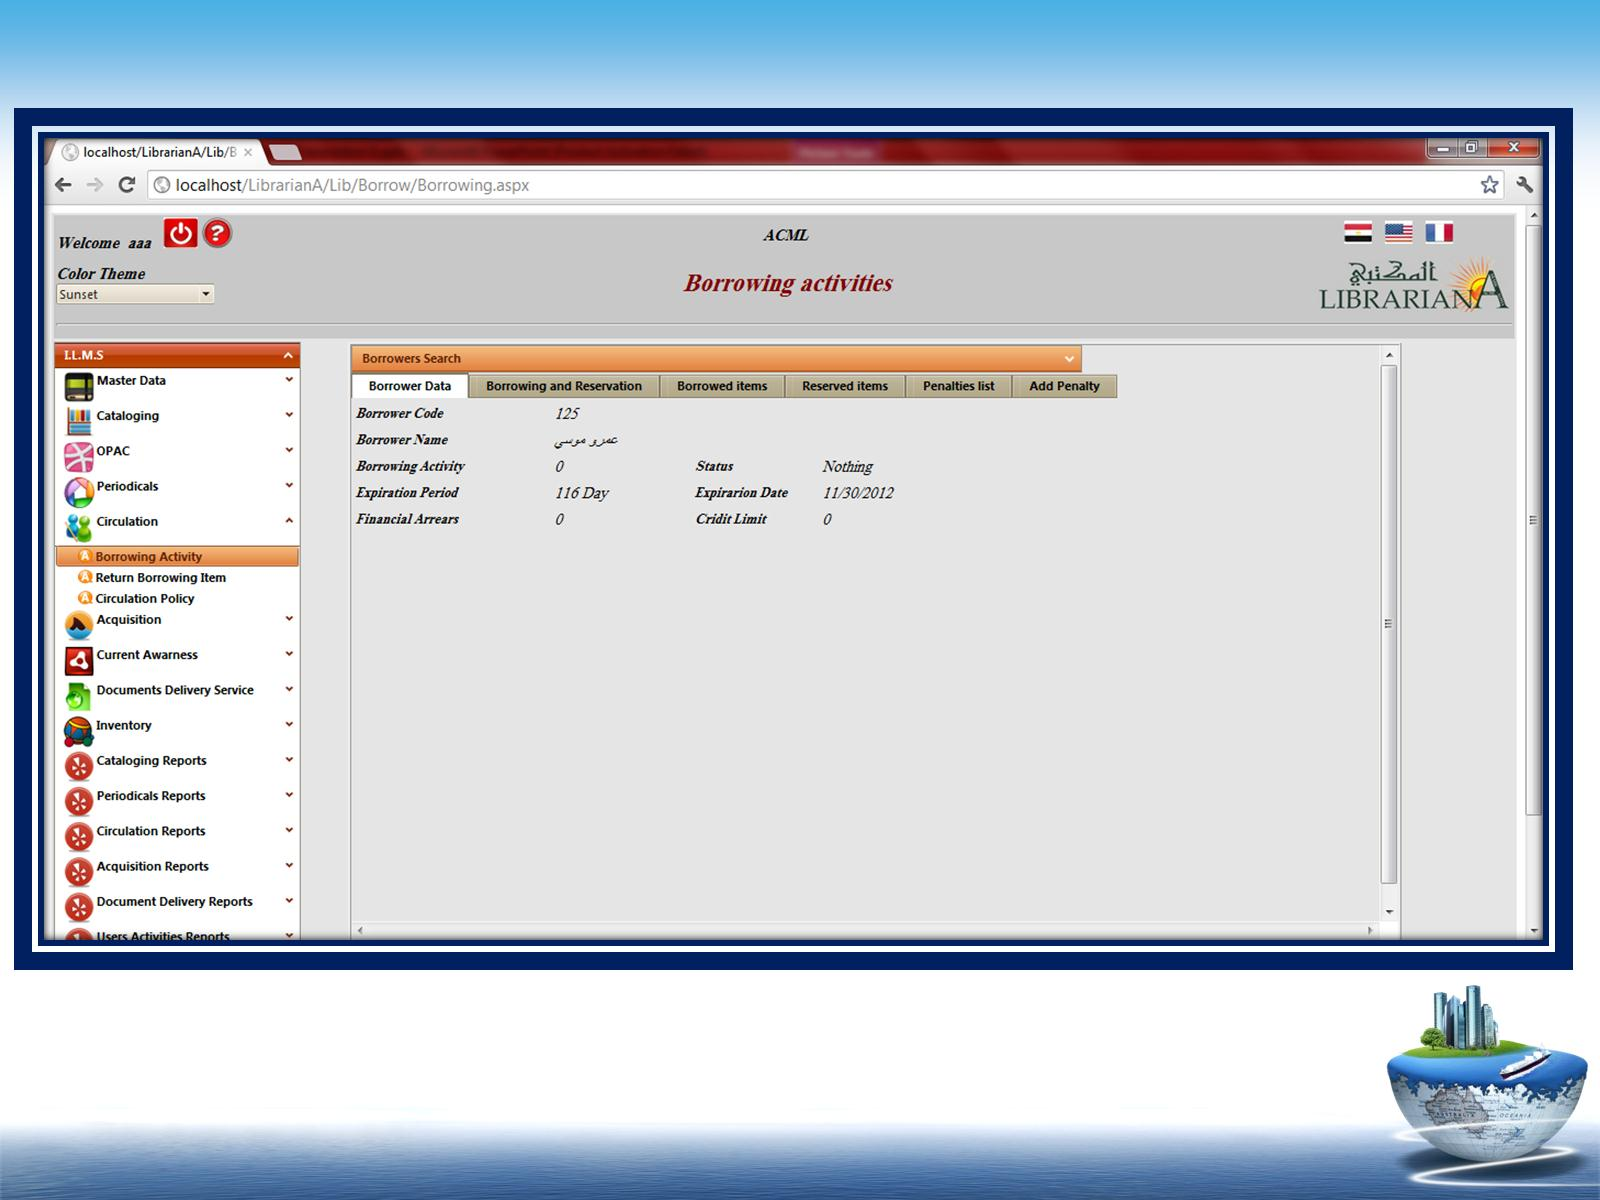 localhost/LibrarianA/Lib/B
localhost/LibrarianA/Lib/Borrow/Borrowing.aspx
Welcome aaa
ACML
Color Theme
Sunset
Borrowing activities
المكتبي
LIBRARIANA
I.L.M.S
Master Data
Cataloging
OPAC
Periodicals
Circulation
Borrowing Activity
Return Borrowing Item
Circulation Policy
Acquisition
Current Awarness
Documents Delivery Service
Inventory
Cataloging Reports
Periodicals Reports
Circulation Reports
Acquisition Reports
Document Delivery Reports
Users Activities Reports
Borrowers Search
Borrower Data Borrowing and Reservation Borrowed items Reserved items Penalties list Add Penalty
Borrower Code 125
Borrower Name عمرو موسي
Borrowing Activity 0 Status Nothing
Expiration Period 116 Day Expirarion Date 11/30/2012
Financial Arrears 0 Cridit Limit 0
AUSTRALIA
OCEANIA